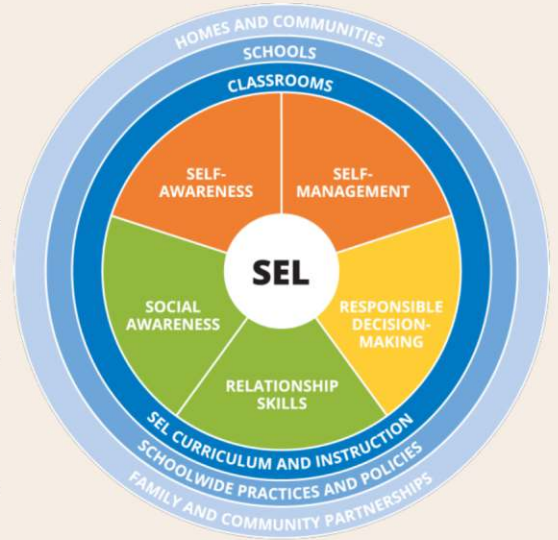 HOMES AND COMMUNITIES
SCHOOLS
CLASSROOMS
SELF-
AWARENESS
SELF-
MANAGEMENT
SEL
SOCIAL
AWARENESS
RESPONSIBLE
DECISION-
MAKING
RELATIONSHIP
SKILLS
SEL CURRICULUM AND INSTRUCTION
SCHOOLWIDE PRACTICES AND POLICIES
FAMILY AND COMMUNITY PARTNERSHIPS